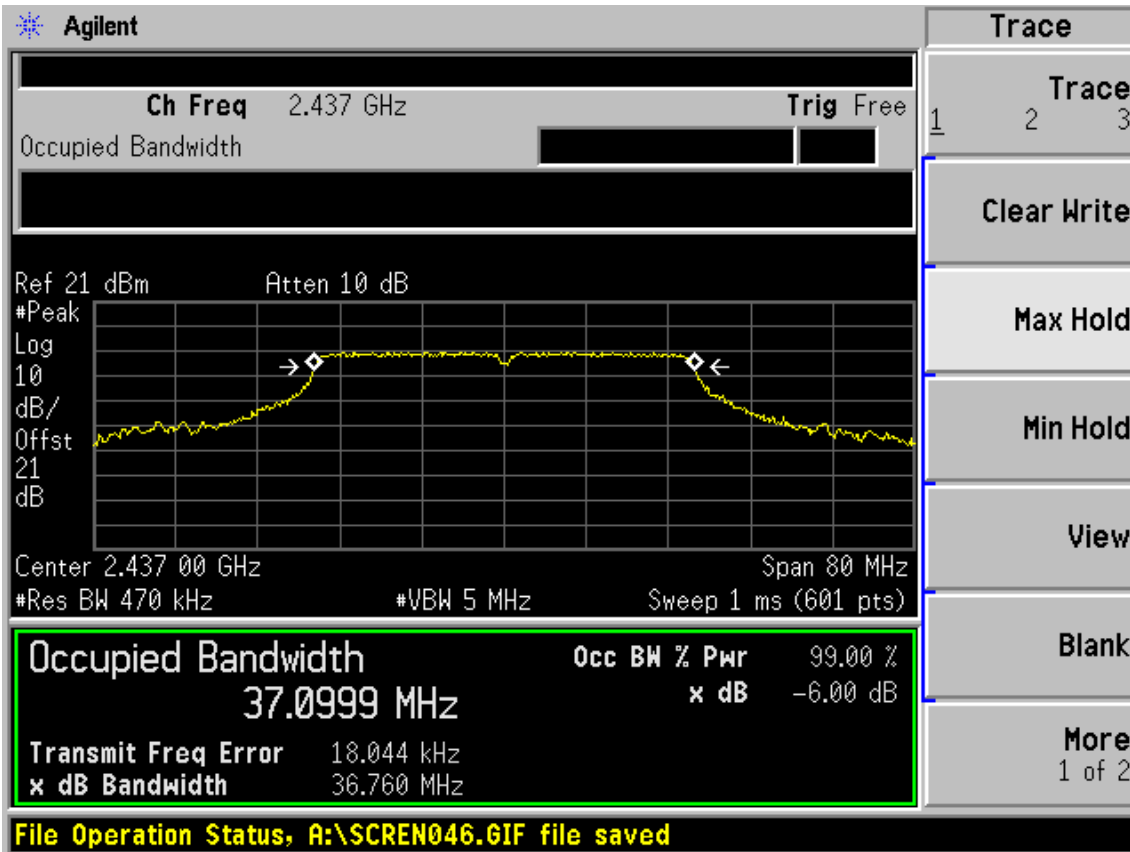 Agilent
Trace
Ch Freq 2.437 GHz Trig Free
Occupied Bandwidth
Trace
1 2 3
Clear Write
Max Hold
Min Hold
View
Blank
More
1 of 2
Ref 21 dBm Atten 10 dB
#Peak
Log
10
dB/
Offst
21
dB
Center 2.437 00 GHz Span 80 MHz
#Res BW 470 kHz #VBW 5 MHz Sweep 1 ms (601 pts)
Occupied Bandwidth Occ BW % Pwr 99.00 %
37.0999 MHz x dB -6.00 dB
Transmit Freq Error 18.044 kHz
x dB Bandwidth 36.760 MHz
File Operation Status, A:\SCREN046.GIF file saved